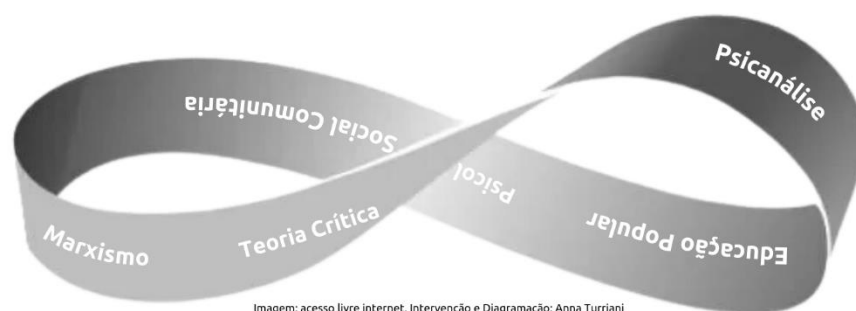 Psicanálise
Social Comunitária
Psicol
Teoria Crítica
Marxismo
Educação Popular
Imagem: acesso livre internet. Intervenção e Diagramação: Anna Turriani